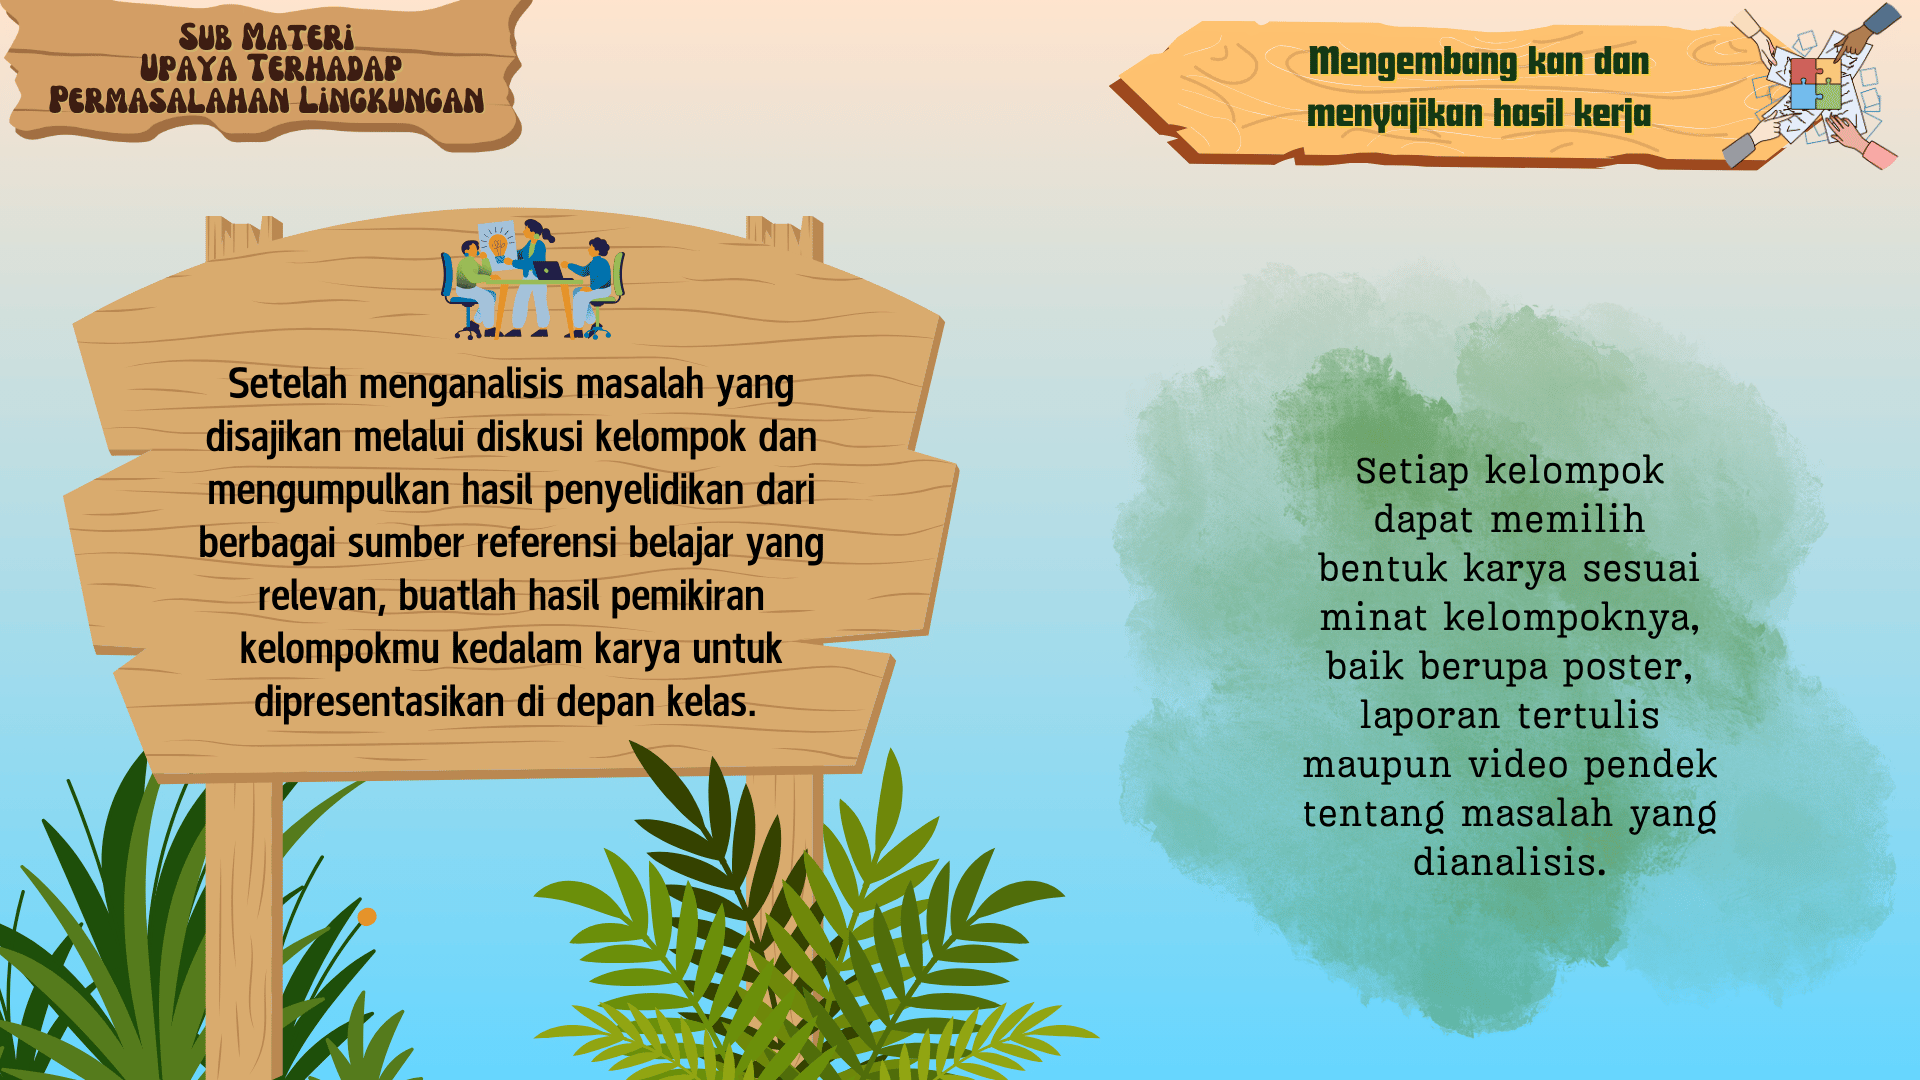 Sub Materi
Upaya Terhadap
Permasalahan Lingkungan
Mengembang kan dan
menyajikan hasil kerja
Setelah menganalisis masalah yang
disajikan melalui diskusi kelompok dan
mengumpulkan hasil penyelidikan dari
berbagai sumber referensi belajar yang
relevan, buatlah hasil pemikiran
kelompokmu kedalam karya untuk
dipresentasikan di depan kelas.
Setiap kelompok
dapat memilih
bentuk karya sesuai
minat kelompoknya,
baik berupa poster,
laporan tertulis
maupun video pendek
tentang masalah yang
dianalisis.